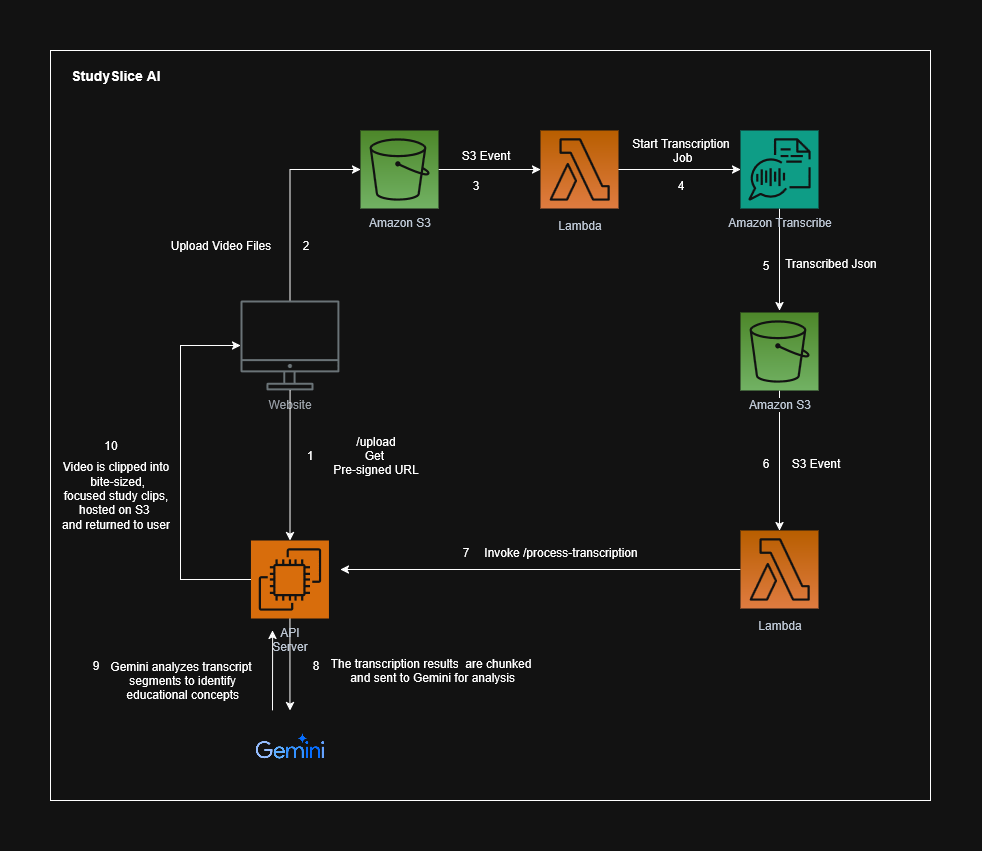 StudySlice AI
S3 Event
3
Start Transcription
Job
4
Amazon S3
Lambda
Amazon Transcribe
Upload Video Files
2
5
Transcribed Json
Website
Amazon S3
1
/upload
Get
Pre-signed URL
6
S3 Event
10
Video is clipped into
bite-sized,
focused study clips,
hosted on S3
and returned to user
7
Invoke /process-transcription
Lambda
API
Server
9
Gemini analyzes transcript
segments to identify
educational concepts
8
The transcription results are chunked
and sent to Gemini for analysis
Gemini